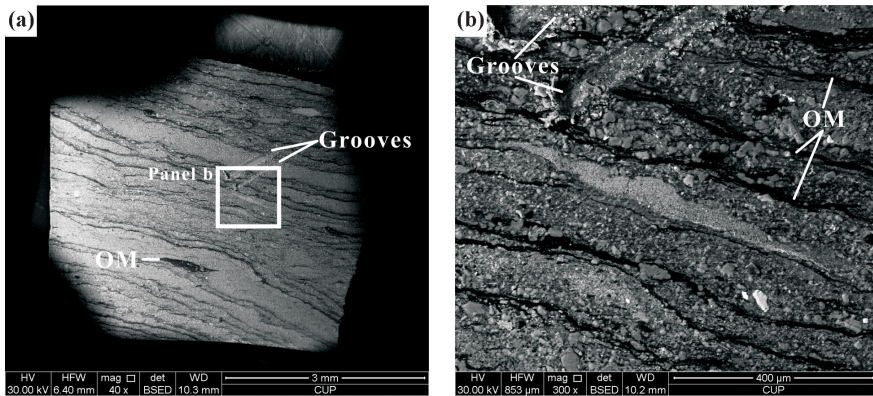 (a)
Grooves
Panel b
OM
HV HFW mag □ det WD 3 mm
30.00 kV 6.40 mm 40 x BSED 10.3 mm CUP
(b)
Grooves
OM
HV HFW mag □ det WD 400 µm
30.00 kV 853 µm 300 x BSED 10.2 mm CUP